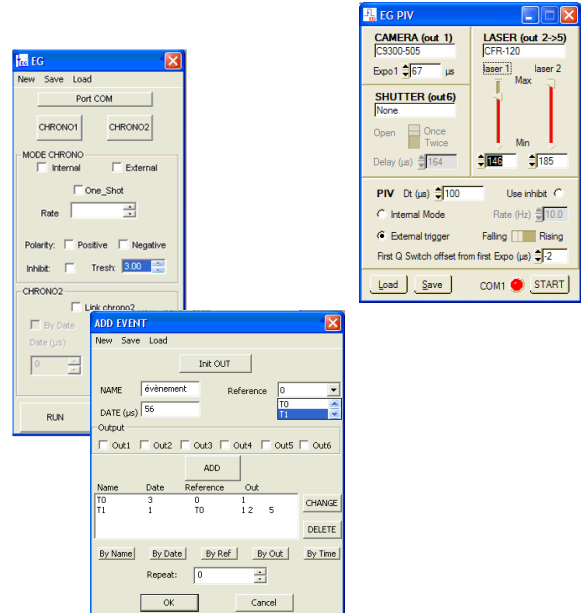 EG
New Save Load
Port COM
CHRONO1 CHRONO2
MODE CHRONO
Internal External
One_Shot
Rate
Polarity: Positive Negative
Inhibit: Tresh: 3.00
CHRONO2
Link chrono2
By Date
Date (µs)
0
RUN
ADD EVENT
New Save Load
Init OUT
NAME évènement Reference 0
T0
T1
DATE (µs) 56
Output
Out1 Out2 Out3 Out4 Out5 Out6
ADD
Name Date Reference Out
T0 3 0 1
T1 1 T0 1 2 5
CHANGE
DELETE
By Name By Date By Ref By Out By Time
Repeat: 0
OK Cancel
EG PIV
CAMERA (out 1) LASER (out 2->5)
C9300-505 CFR-120
Expo1 67 µs
laser 1 laser 2
Max
SHUTTER (out6)
None
Open Once
Twice
Min
Delay (µs) 164
146 185
PIV Dt (µs) 100 Use inhibit
Internal Mode Rate (Hz) 10.0
External trigger Falling Rising
First Q Switch offset from first Expo (µs) -2
Load Save COM1 START